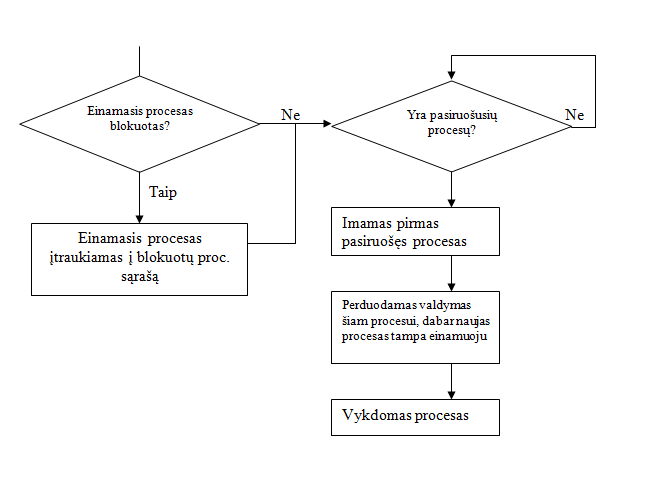 Einamasis procesas
blokuotas?
Ne
Taip
Einamasis procesas
įtraukiamas į blokuotų proc.
sąrašą
Yra pasiruošusių
procesų?
Ne
Imamas pirmas
pasiruošęs procesas
Perduodamas valdymas
šiam procesui, dabar naujas
procesas tampa einamuoju
Vykdomas procesas